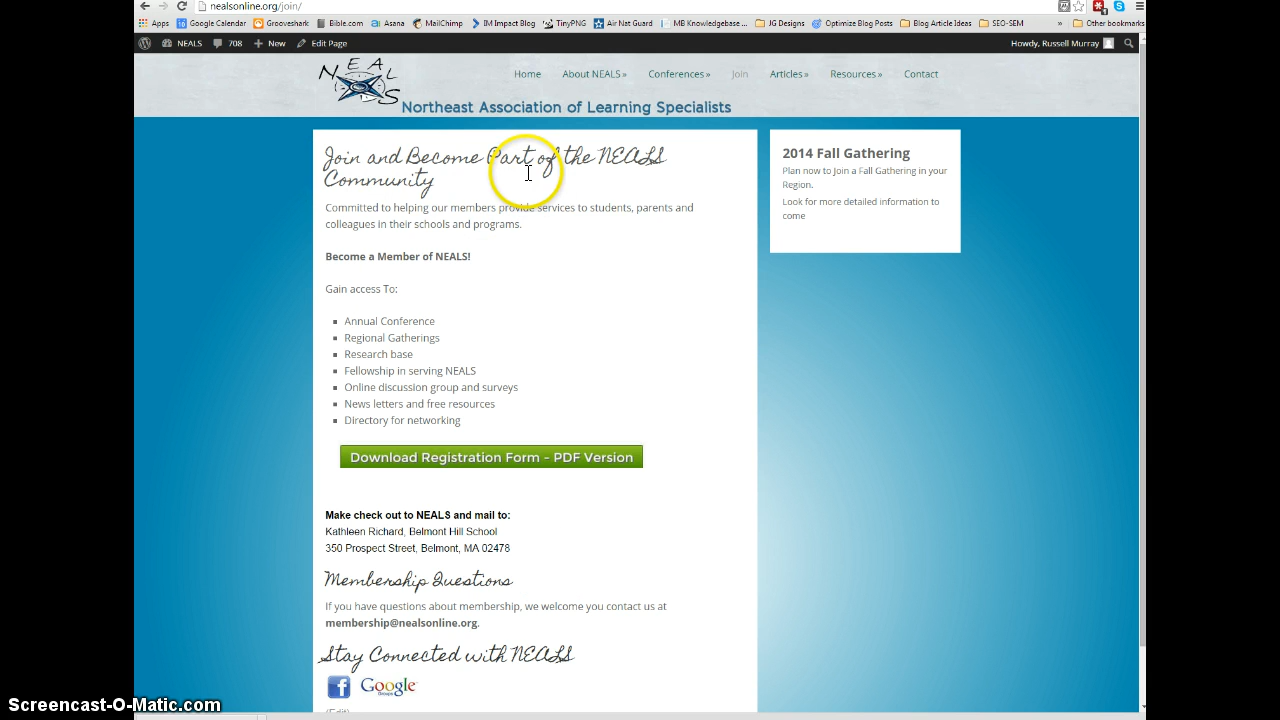 nealsonline.org/join/
Apps Google Calendar Grooveshark Bible.com Asana MailChimp IM Impact Blog TinyPNG Air Nat Guard MB Knowledgebase ... JG Designs Optimize Blog Posts Blog Article Ideas SEO-SEM » Other bookmarks
NEALS 708 + New Edit Page Howdy, Russell Murray
NEALS
Home About NEALS » Conferences » Join Articles » Resources » Contact
Northeast Association of Learning Specialists
Join and Become Part of the NEALS
Community
Committed to helping our members provide services to students, parents and
colleagues in their schools and programs.
Become a Member of NEALS!
Gain access To:
Annual Conference
Regional Gatherings
Research base
Fellowship in serving NEALS
Online discussion group and surveys
News letters and free resources
Directory for networking
Download Registration Form - PDF Version
Make check out to NEALS and mail to:
Kathleen Richard, Belmont Hill School
350 Prospect Street, Belmont, MA 02478
Membership Questions
If you have questions about membership, we welcome you contact us at
membership@nealsonline.org.
Stay Connected with NEALS
f Google
Groups
(Edit)
2014 Fall Gathering
Plan now to Join a Fall Gathering in your
Region.
Look for more detailed information to
come
Screencast-O-Matic.com